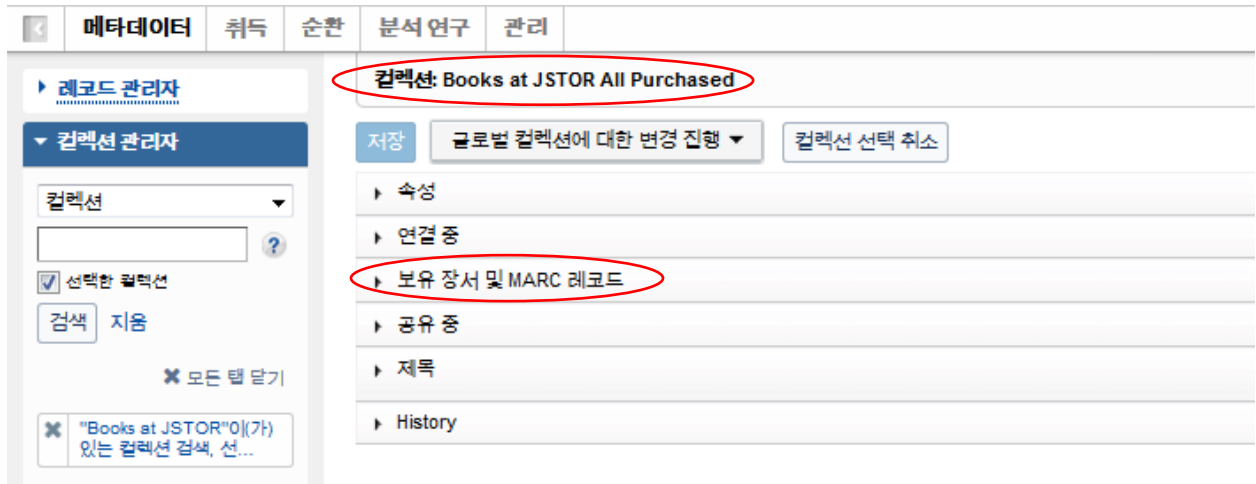 메타데이터 취득 순환 분석 연구 관리
레코드 관리자
컬렉션 관리자
컬렉션
?
선택한 컬렉션
검색 지움
모든 탭 닫기
"Books at JSTOR"이(가)
있는 컬렉션 검색, 선...
컬렉션: Books at JSTOR All Purchased
저장 글로벌 컬렉션에 대한 변경 진행 컬렉션 선택 취소
속성
연결 중
보유 장서 및 MARC 레코드
공유 중
제목
History